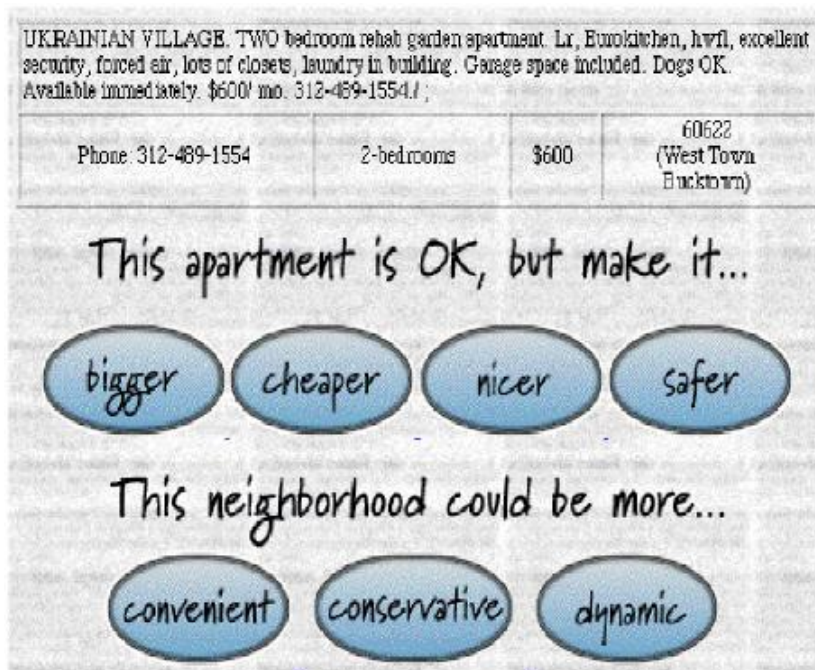 UKRAINIAN VILLAGE. TWO bedroom rehab garden apartment. Lr, Eurokitchen, hwfl, excellent
security, forced air, lots of closets, laundry in building. Garage space included. Dogs OK.
Available immediately. $600/ mo. 312-489-1554./ ;
Phone: 312-489-1554 2-bedrooms $600 60622
(West Town
Bucktown)
This apartment is OK, but make it...
bigger cheaper nicer safer
This neighborhood could be more...
convenient conservative dynamic